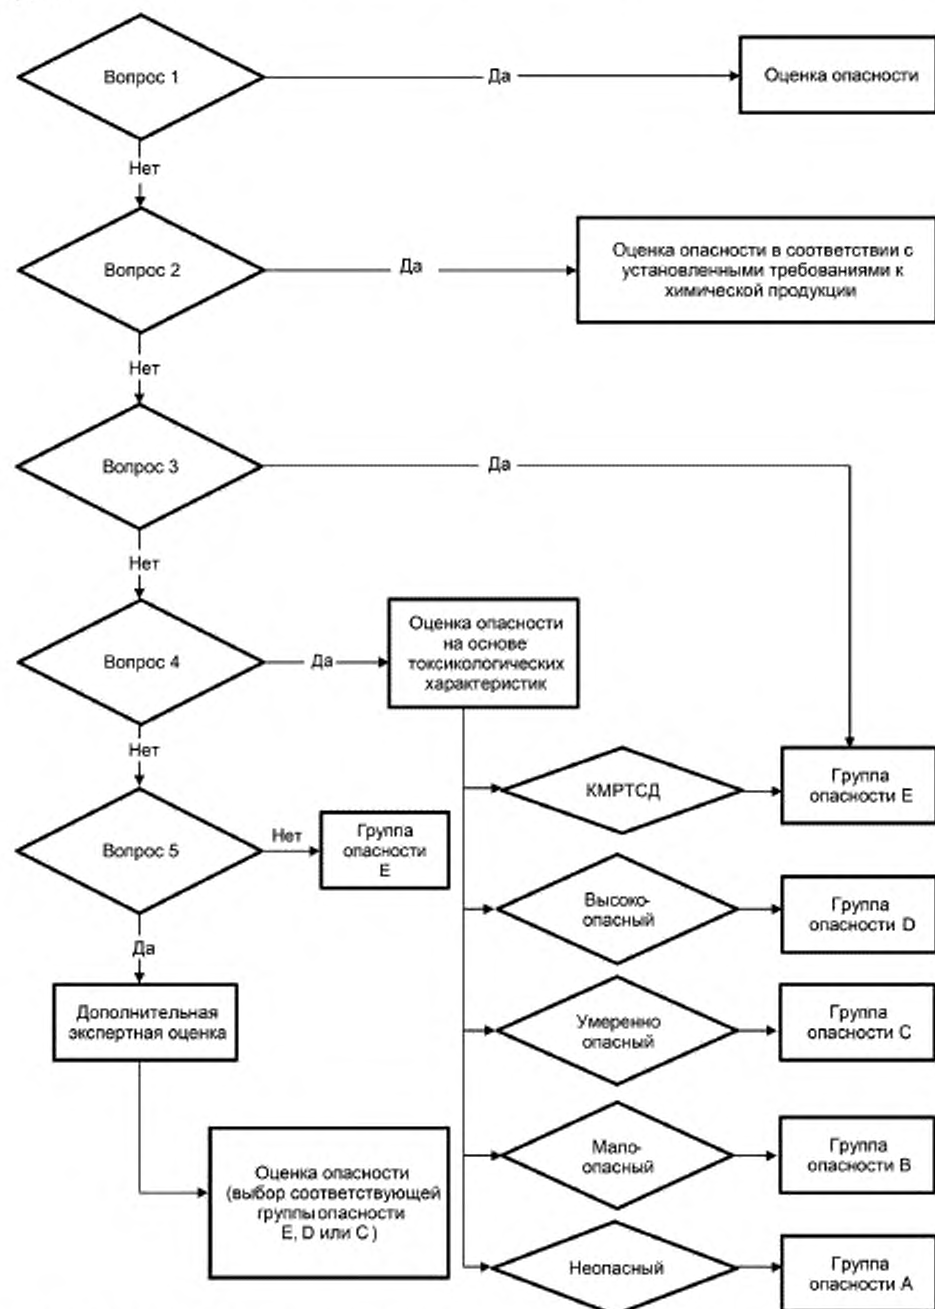 Вопрос 1
Да
Оценка опасности
Нет
Вопрос 2
Да
Оценка опасности в соответствии с
установленными требованиями к
химической продукции
Нет
Вопрос 3
Да
Нет
Вопрос 4
Да
Оценка опасности
на основе
токсикологических
характеристик
Нет
КМРТСД
Группа
опасности E
Вопрос 5
Нет
Группа
опасности
E
Высоко-
опасный
Группа
опасности D
Да
Дополнительная
экспертная оценка
Умеренно
опасный
Группа
опасности C
Мало-
опасный
Группа
опасности B
Оценка опасности
(выбор соответствующей
группы опасности
E, D или C )
Неопасный
Группа
опасности A